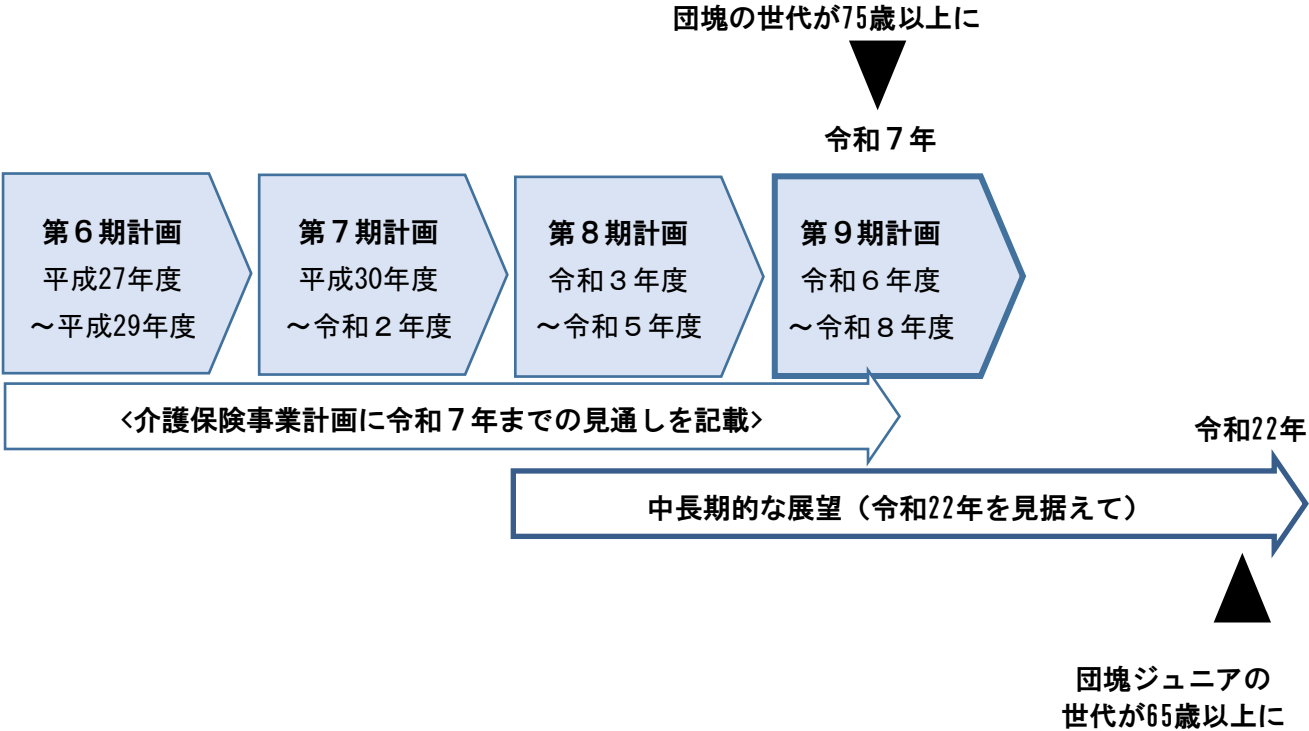 団塊の世代が75歳以上に
令和７年
第６期計画
平成27年度
～平成29年度
第７期計画
平成30年度
～令和２年度
第８期計画
令和３年度
～令和５年度
第９期計画
令和６年度
～令和８年度
<介護保険事業計画に令和７年までの見通しを記載>
令和22年
中長期的な展望（令和22年を見据えて）
団塊ジュニアの
世代が65歳以上に